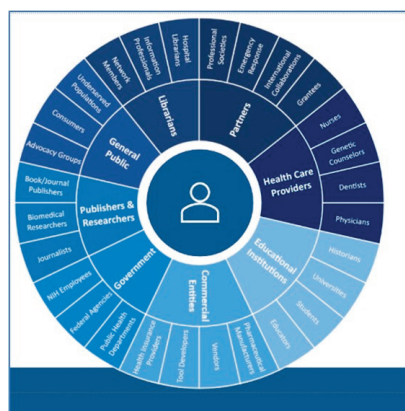 Professional
Societies
Emergency
Response
International
Collaborations
Grantees
Nurses
Genetic
Counselors
Dentists
Physicians
Historians
Universities
Students
Educators
Pharmaceutical
Manufacturers
Vendors
Tool Developers
Health Insurance
Providers
Public Health
Departments
Federal Agencies
NIH Employees
Journalists
Biomedical
Researchers
Book/Journal
Publishers
Advocacy Groups
Consumers
Underserved
Populations
Network
Members
Information
Professionals
Hospital
Librarians
Partners
Health Care
Providers
Educational
Institutions
Commercial
Entities
Government
Publishers &
Researchers
General
Public
Librarians